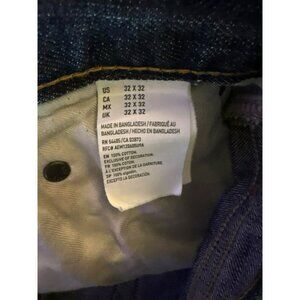 US 32 X 32
CA 32 X 32
MX 32 X 32
UK 32 X 32
MADE IN BANGLADESH / FABRIQUÉ AU
BANGLADESH / HECHO EN BANGLADESH
RN 54485 / CA 03873
EN 100% COTTON.
EXCLUSIVE OF DECORATION.
FR 100% COTON.
À L'EXCEPTION DE LA GARNITURE
SP 100% ALGODÓN.
EXCEPTO LA DECORACIÓN